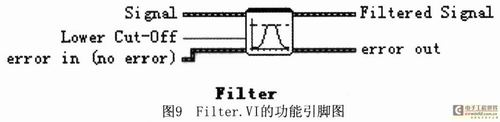 Signal
Filtered Signal
Lower Cut-Off
error in (no error)
error out
Filter
图9 Filter.VI的功能引脚图